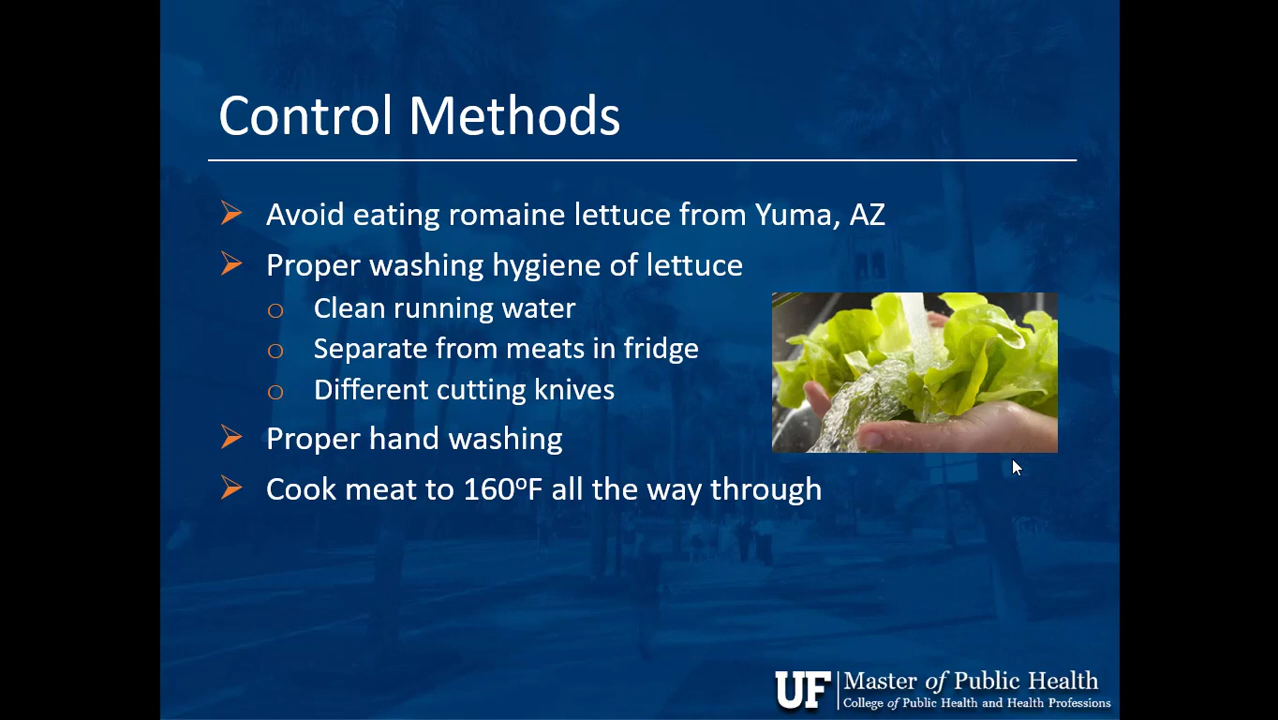 Control Methods
Avoid eating romaine lettuce from Yuma, AZ
Proper washing hygiene of lettuce
Clean running water
Separate from meats in fridge
Different cutting knives
Proper hand washing
Cook meat to 160ºF all the way through
UF Master of Public Health
College of Public Health and Health Professions